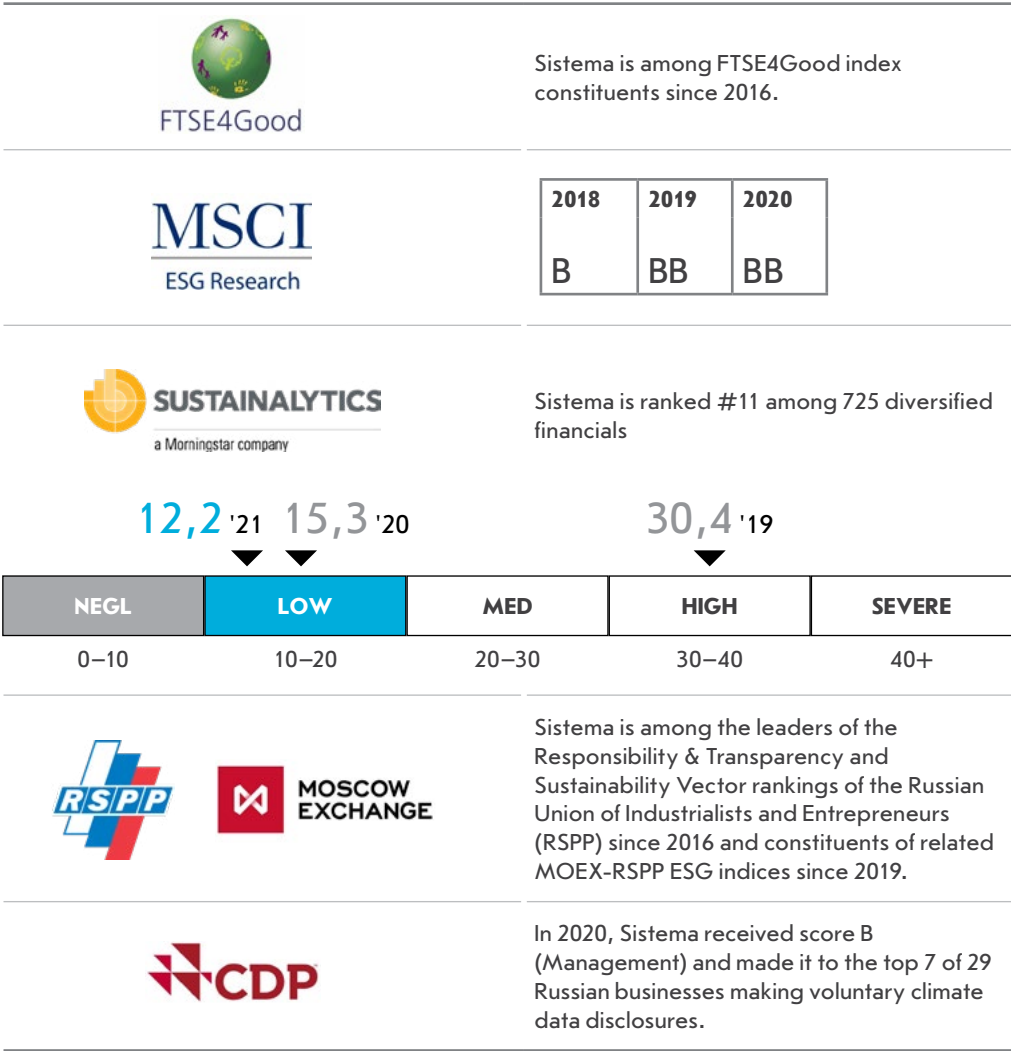 FTSE4Good
Sistema is among FTSE4Good index
constituents since 2016.
MSCI
ESG Research
2018 2019 2020
B BB BB
SUSTAINALYTICS
a Morningstar company
Sistema is ranked #11 among 725 diversified
financials
12,2 '21 15,3 '20 30,4 '19
NEGL LOW MED HIGH SEVERE
0–10 10–20 20–30 30–40 40+
RSPP
MOSCOW
EXCHANGE
Sistema is among the leaders of the
Responsibility & Transparency and
Sustainability Vector rankings of the Russian
Union of Industrialists and Entrepreneurs
(RSPP) since 2016 and constituents of related
MOEX-RSPP ESG indices since 2019.
CDP
In 2020, Sistema received score B
(Management) and made it to the top 7 of 29
Russian businesses making voluntary climate
data disclosures.